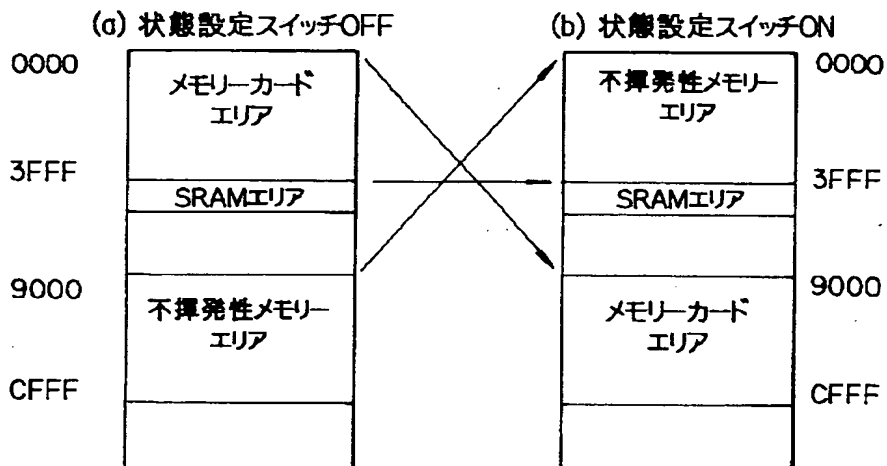 (a) 状態設定スイッチOFF
0000
メモリーカード
エリア
3FFF
SRAMエリア
9000
不揮発性メモリー
エリア
CFFF
(b) 状態設定スイッチON
0000
不揮発性メモリー
エリア
3FFF
SRAMエリア
9000
メモリーカード
エリア
CFFF